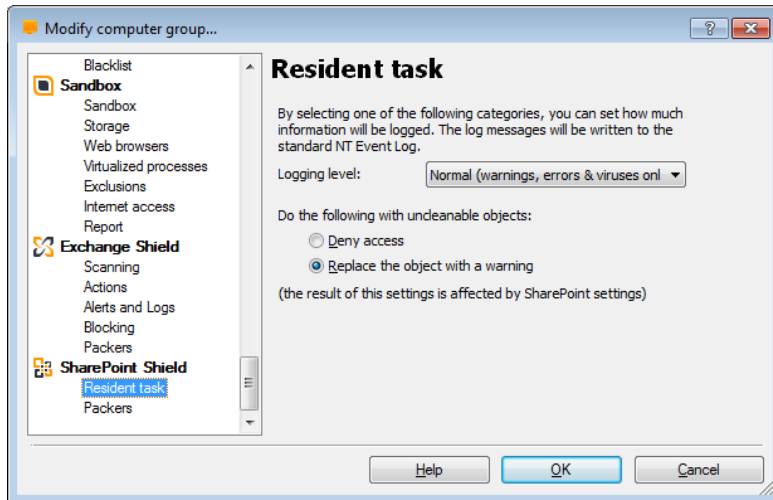 Modify computer group...
Blacklist
Sandbox
Sandbox
Storage
Web browsers
Virtualized processes
Exclusions
Internet access
Report
Exchange Shield
Scanning
Actions
Alerts and Logs
Blocking
Packers
SharePoint Shield
Resident task
Packers
Resident task
By selecting one of the following categories, you can set how much
information will be logged. The log messages will be written to the
standard NT Event Log.
Logging level: Normal (warnings, errors & viruses onl
Do the following with uncleanable objects:
Deny access
Replace the object with a warning
(the result of this settings is affected by SharePoint settings)
Help OK Cancel